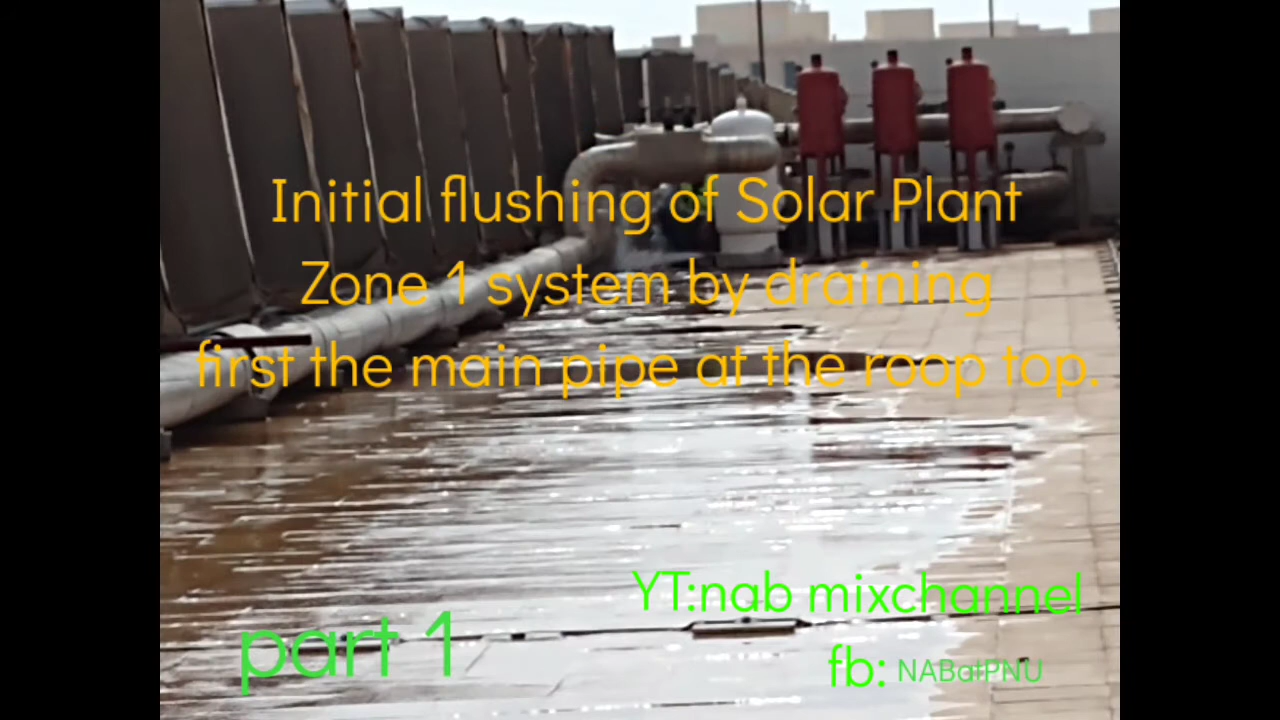 Initial flushing of Solar Plant
Zone 1 system by draining
first the main pipe at the roop top.
YT:nab mixchannel
part 1
fb: NABatPNU